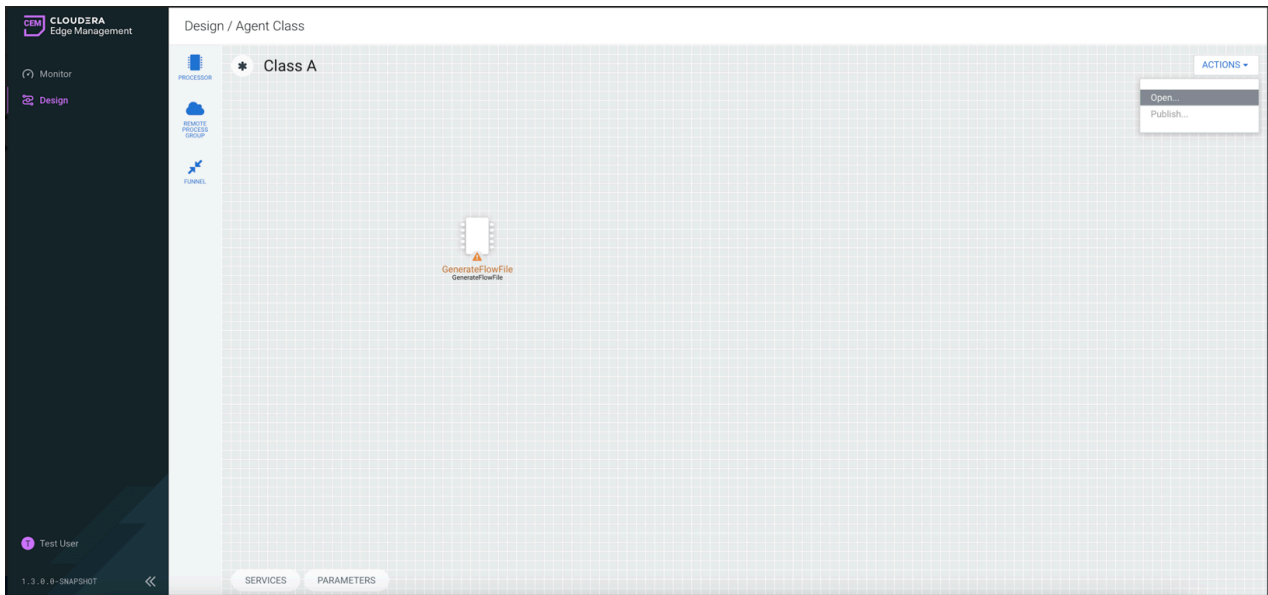 CEM
CLOUDERA
Edge Management
Monitor
Design
T Test User
1.3.0.0-SNAPSHOT
Design / Agent Class
PROCESSOR
REMOTE
PROCESS
GROUP
FUNNEL
Class A
ACTIONS
Open...
Publish...
GenerateFlowFile
GenerateFlowFile
SERVICES
PARAMETERS